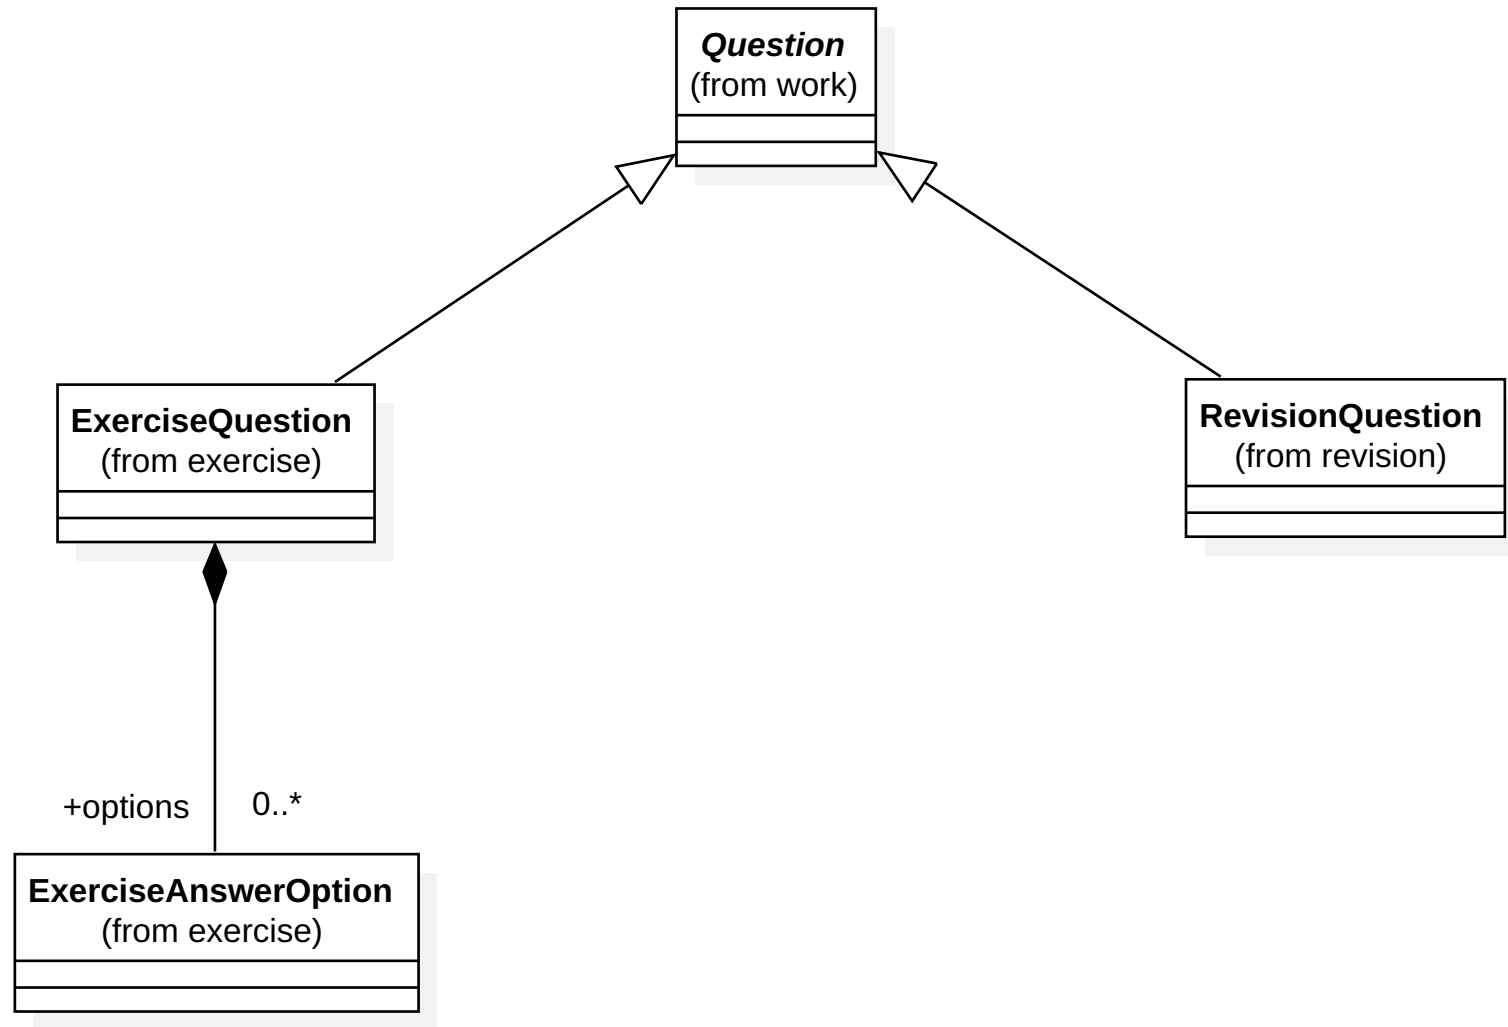 Question
(from work)
ExerciseQuestion
(from exercise)
RevisionQuestion
(from revision)
+options
0..*
ExerciseAnswerOption
(from exercise)